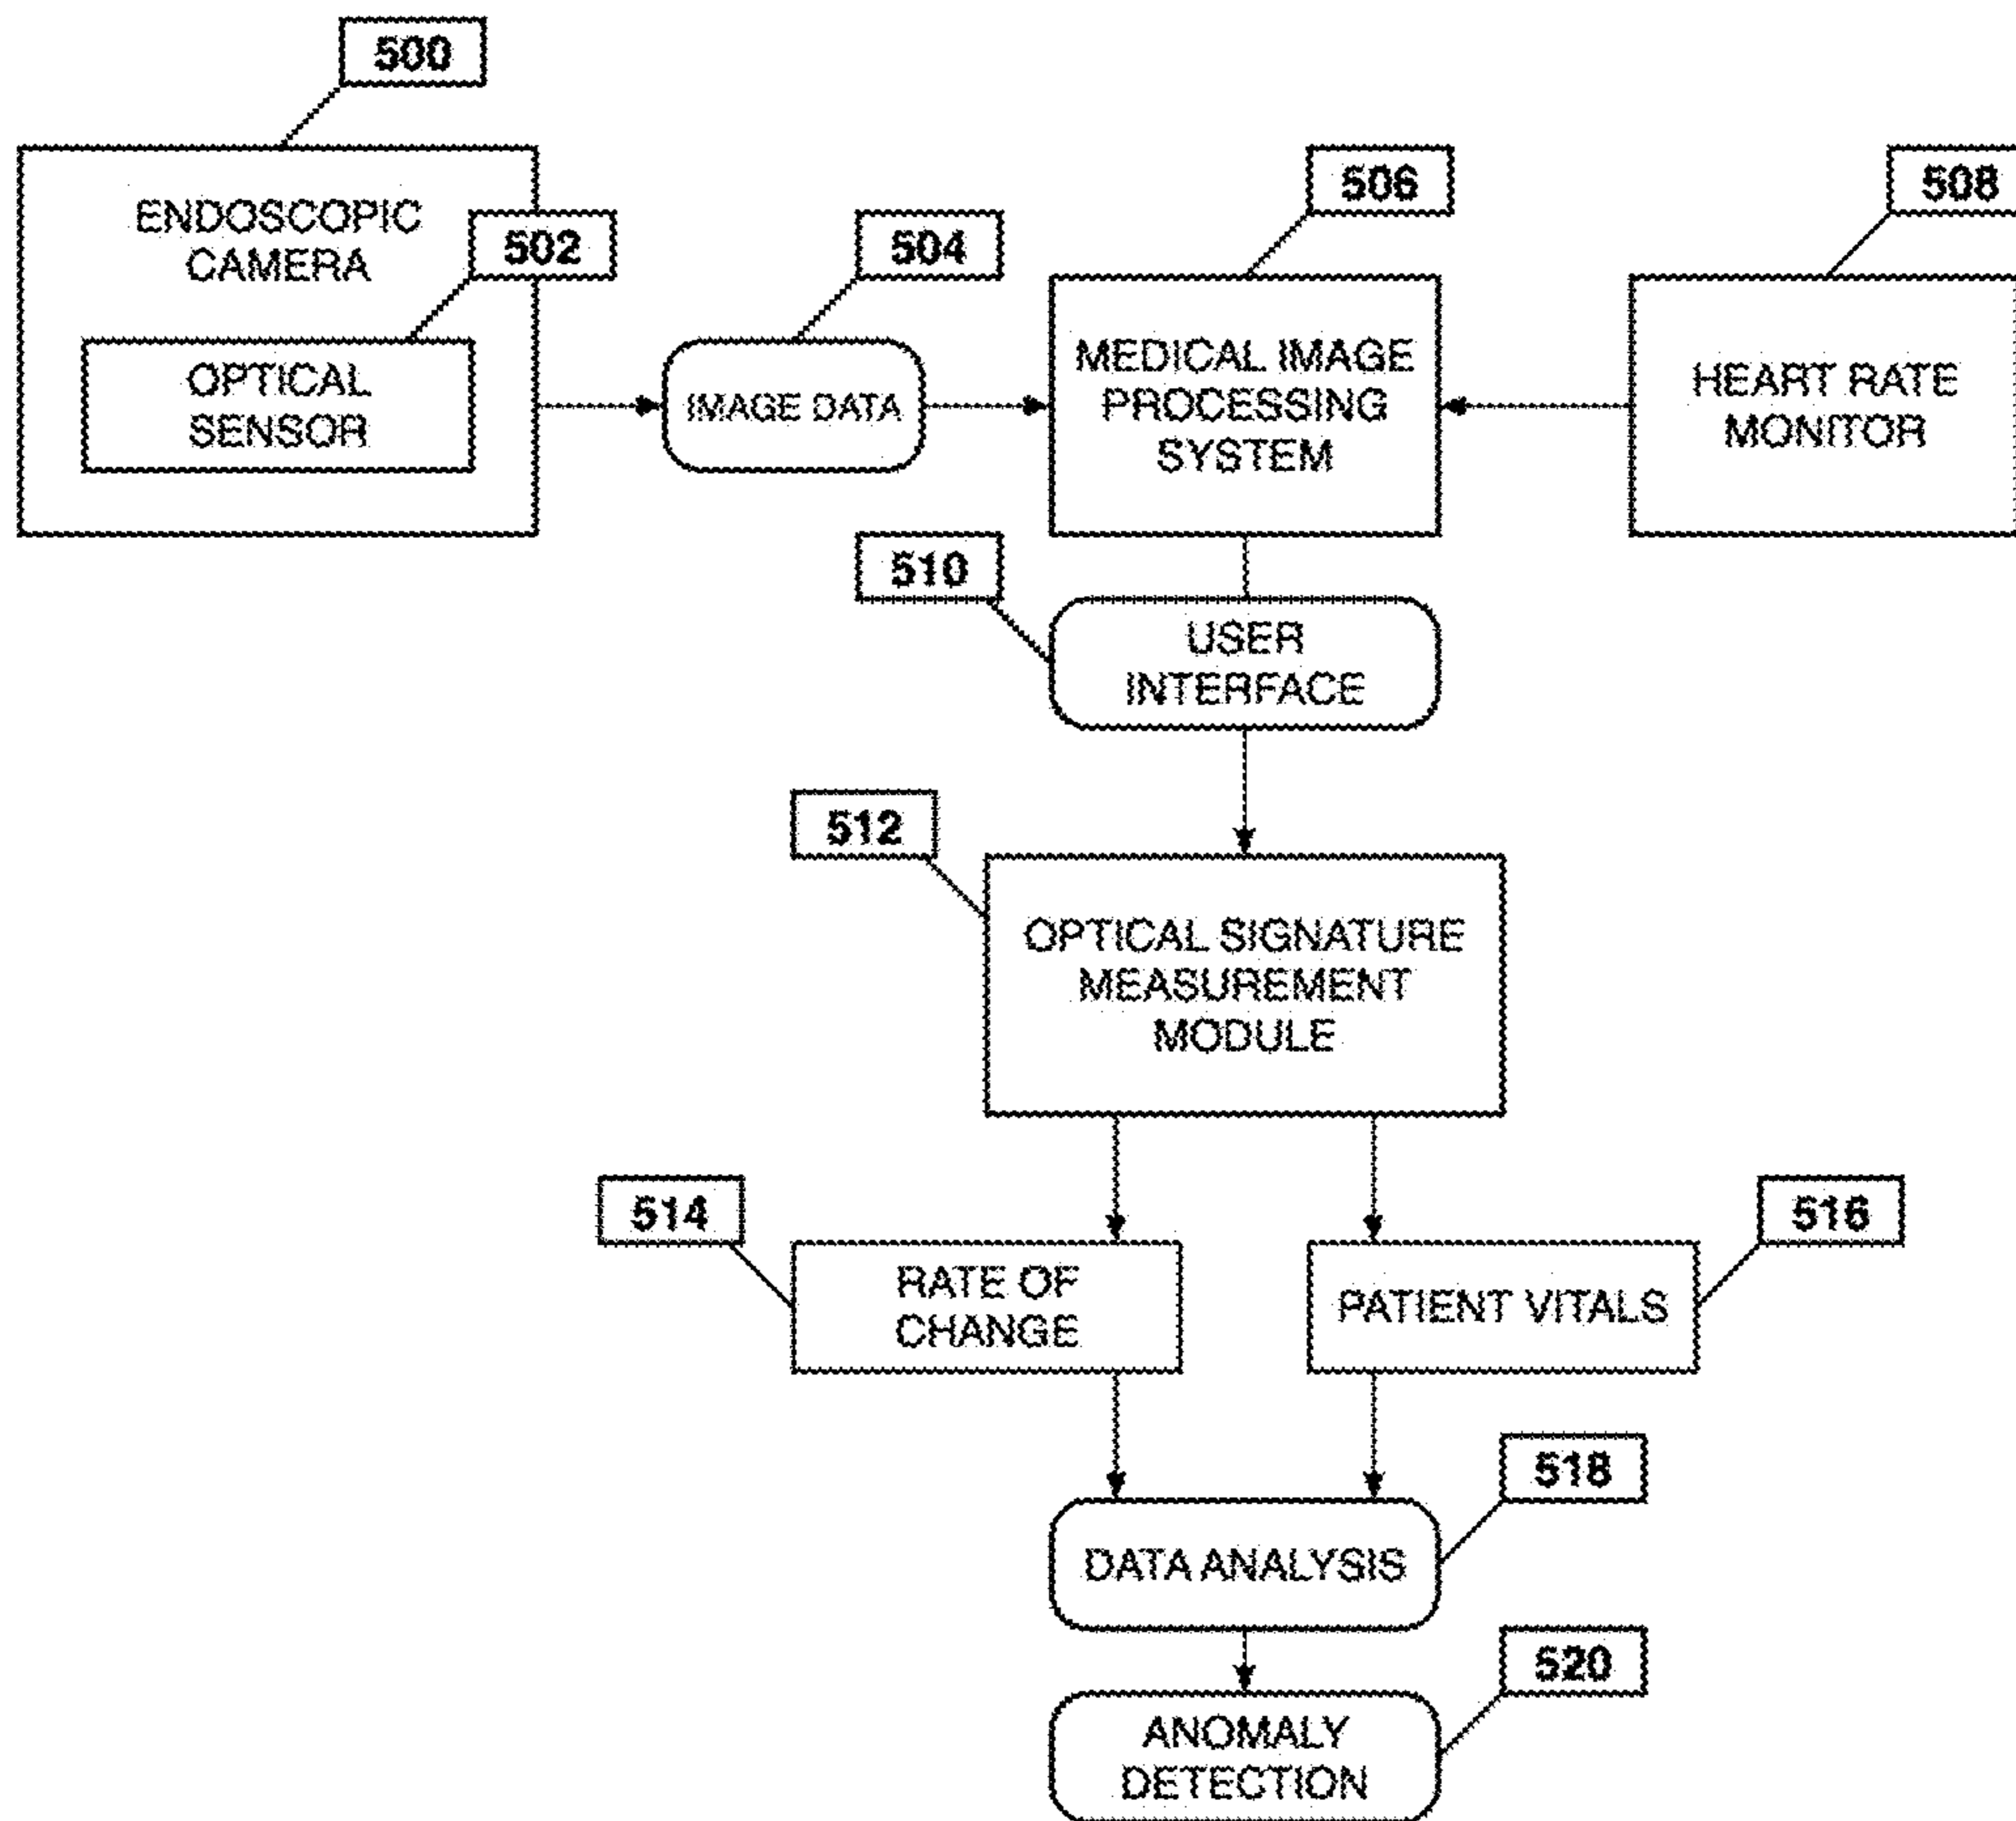 500
ENDOSCOPIC
CAMERA
502
OPTICAL
SENSOR
504
IMAGE DATA
506
MEDICAL IMAGE
PROCESSING
SYSTEM
508
HEART RATE
MONITOR
510
USER
INTERFACE
512
OPTICAL SIGNATURE
MEASUREMENT
MODULE
514
RATE OF
CHANGE
516
PATIENT VITALS
518
DATA ANALYSIS
520
ANOMALY
DETECTION